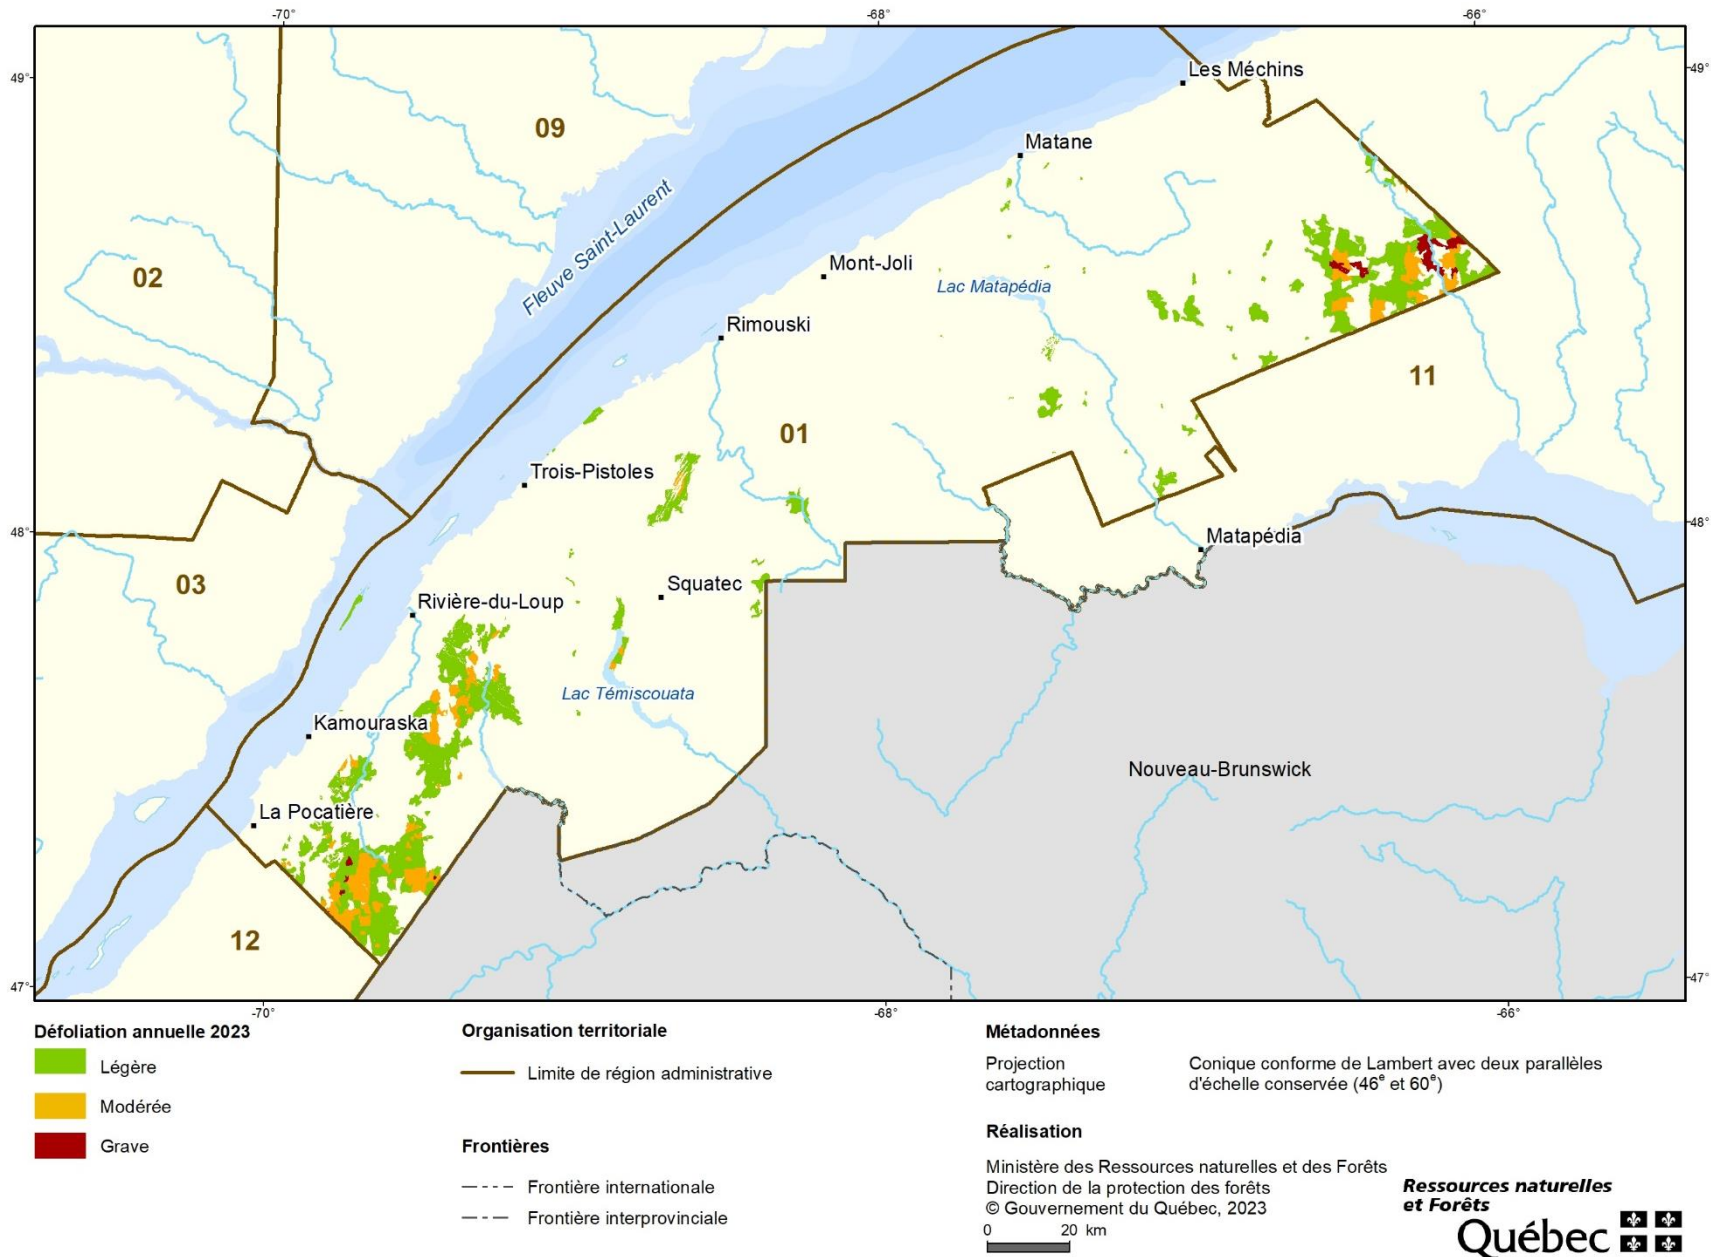 -70°
-68°
-66°
49°
49°
Les Méchins
09
Matane
Fleuve Saint-Laurent
02
Mont-Joli
Lac Matapédia
Rimouski
11
01
Trois-Pistoles
48°
48°
Matapédia
03
Squatec
Rivière-du-Loup
Lac Témiscouata
Kamouraska
Nouveau-Brunswick
La Pocatière
12
47°
47°
-70°
-68°
-66°
Défoliation annuelle 2023
Légère
Modérée
Grave
Organisation territoriale
Limite de région administrative
Frontières
Frontière internationale
Frontière interprovinciale
Métadonnées
Projection
cartographique
Conique conforme de Lambert avec deux parallèles
d'échelle conservée (46e et 60e)
Réalisation
Ministère des Ressources naturelles et des Forêts
Direction de la protection des forêts
© Gouvernement du Québec, 2023
0 20 km
Ressources naturelles
et Forêts
Québec